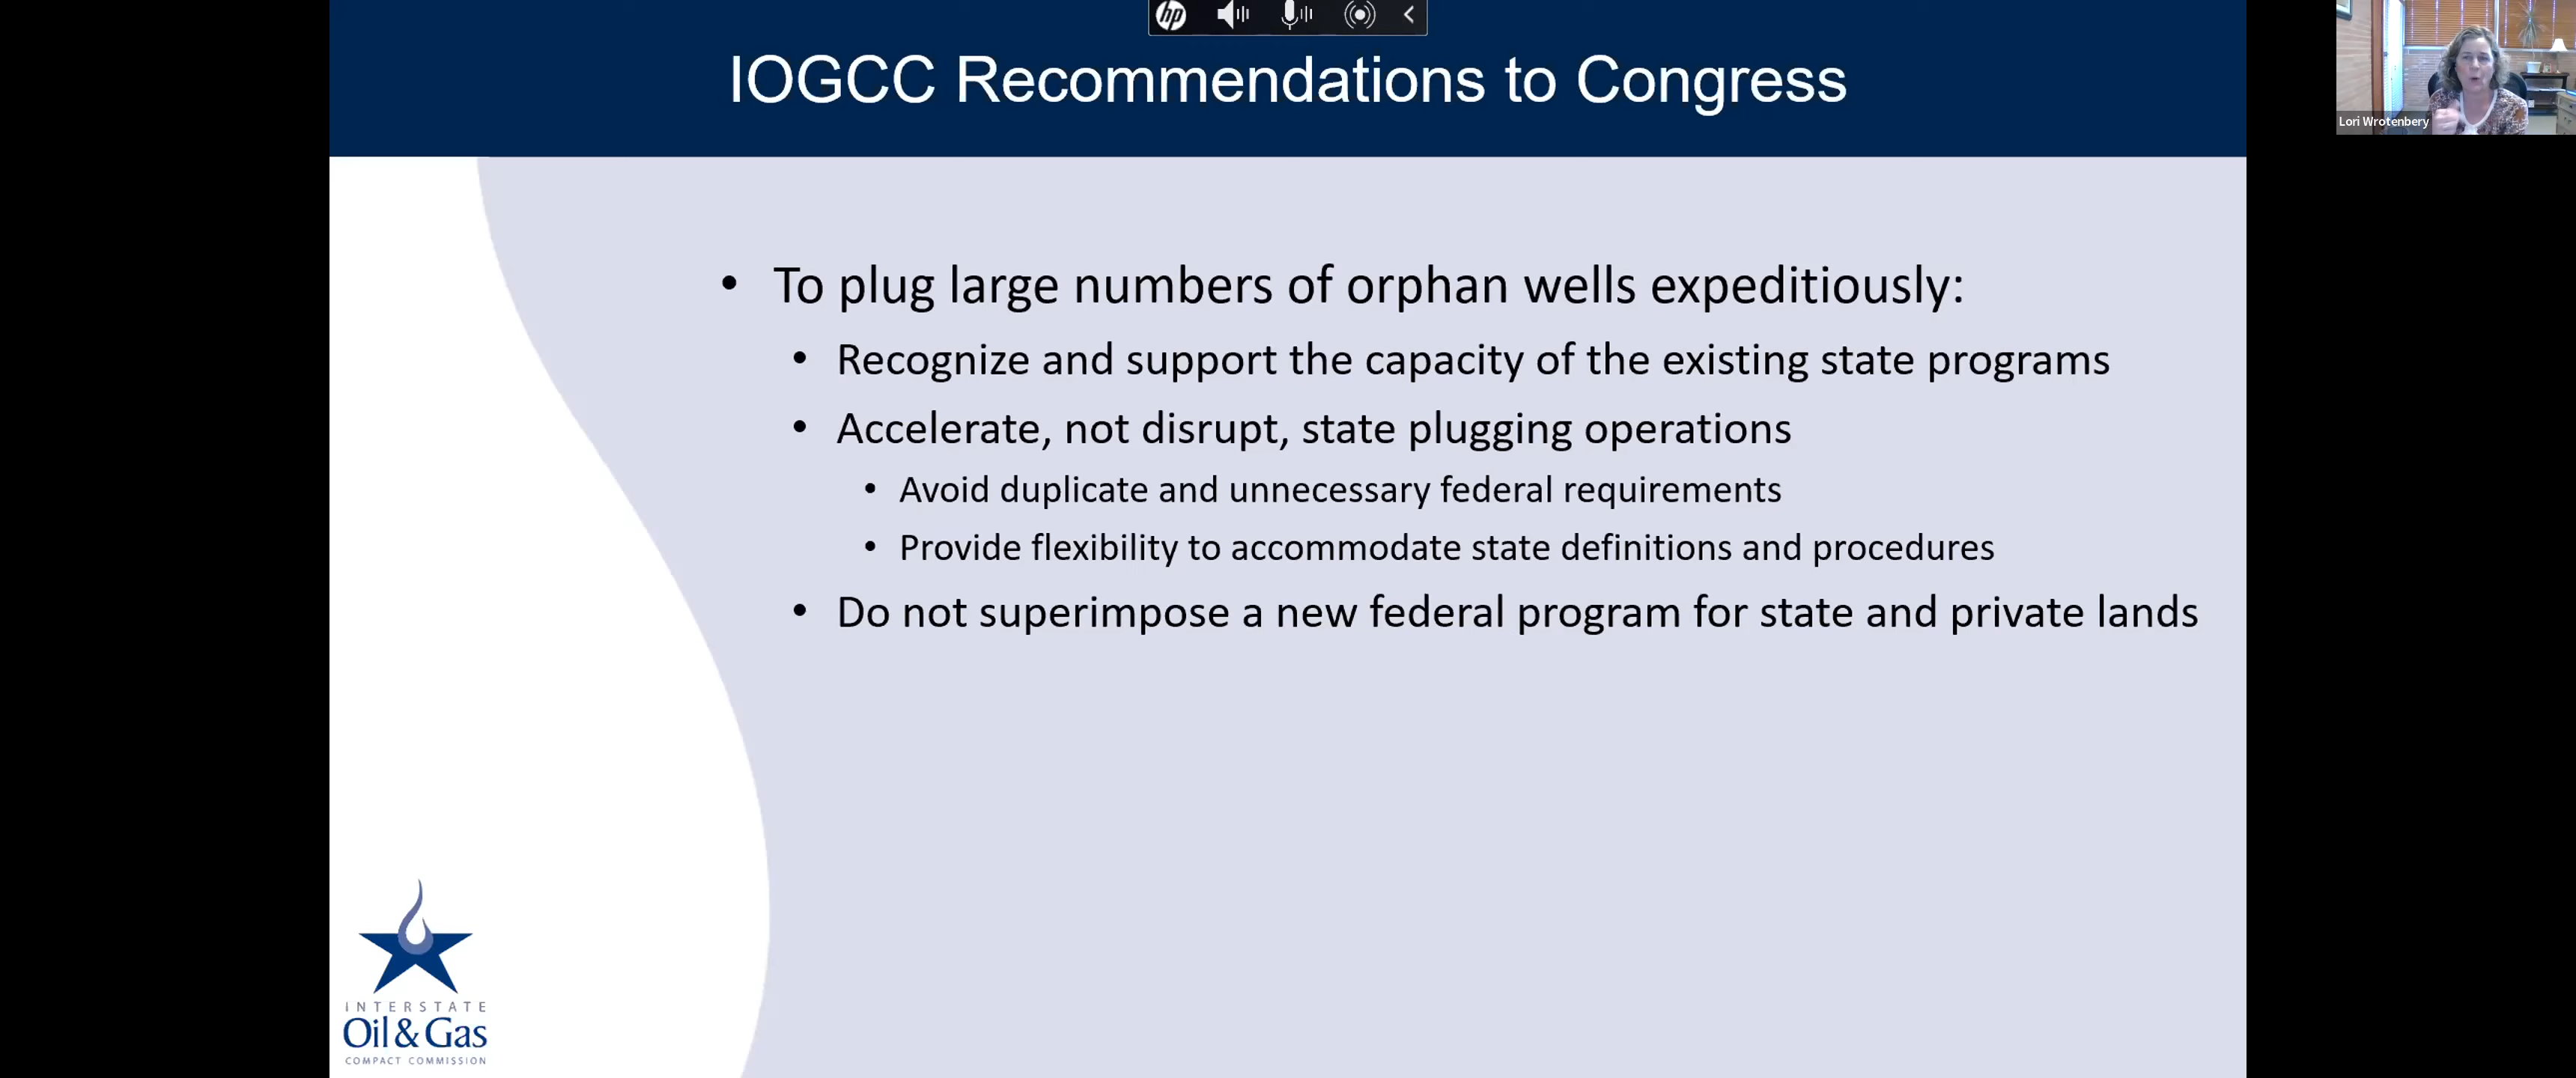 hp
IOGCC Recommendations to Congress
Lori Wrotenbery
• To plug large numbers of orphan wells expeditiously:
• Recognize and support the capacity of the existing state programs
• Accelerate, not disrupt, state plugging operations
• Avoid duplicate and unnecessary federal requirements
• Provide flexibility to accommodate state definitions and procedures
• Do not superimpose a new federal program for state and private lands
INTERSTATE
Oil & Gas
COMPACT COMMISSION